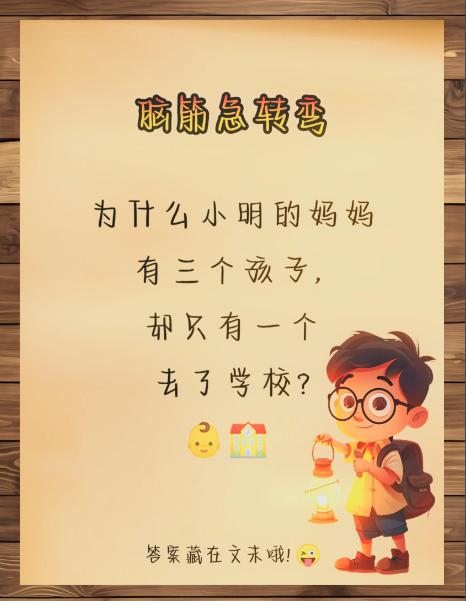 脑筋急转弯
为什么小明的妈妈
有三个孩子，
却只有一个
去了学校？
答案藏在文末哦！